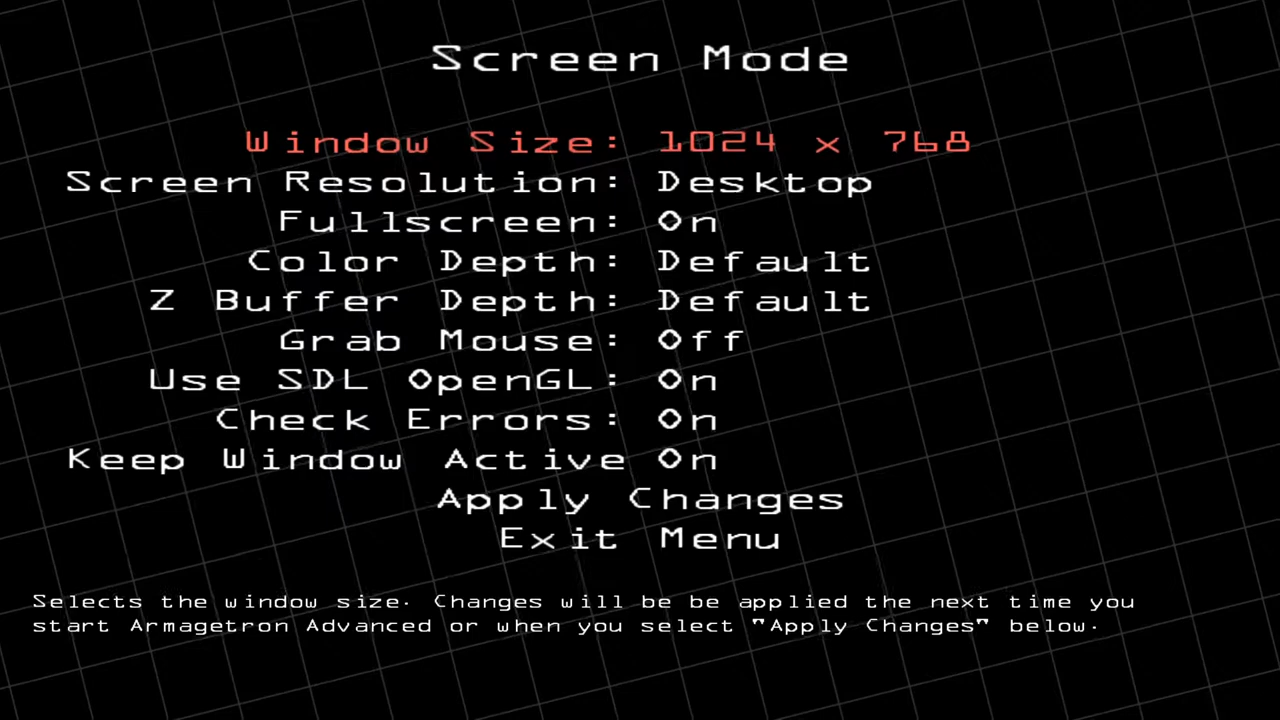 Screen Mode
Window Size: 1024 x 768
Screen Resolution: Desktop
Fullscreen: On
Color Depth: Default
Z Buffer Depth: Default
Grab Mouse: Off
Use SDL OpenGL: On
Check Errors: On
Keep Window Active On
Apply Changes
Exit Menu
Selects the window size. Changes will be be applied the next time you
start Armagetron Advanced or when you select "Apply Changes" below.